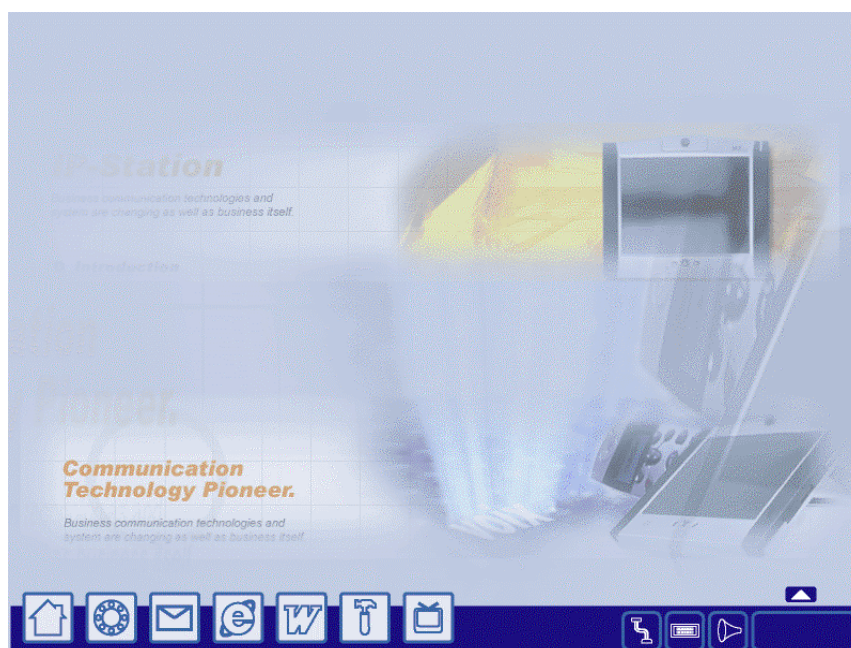 IP-Station
Business communication technologies and
system are changing as well as business itself.
Introduction
Pioneer.
Communication
Technology Pioneer.
Business communication technologies and
system are changing as well as business itself.